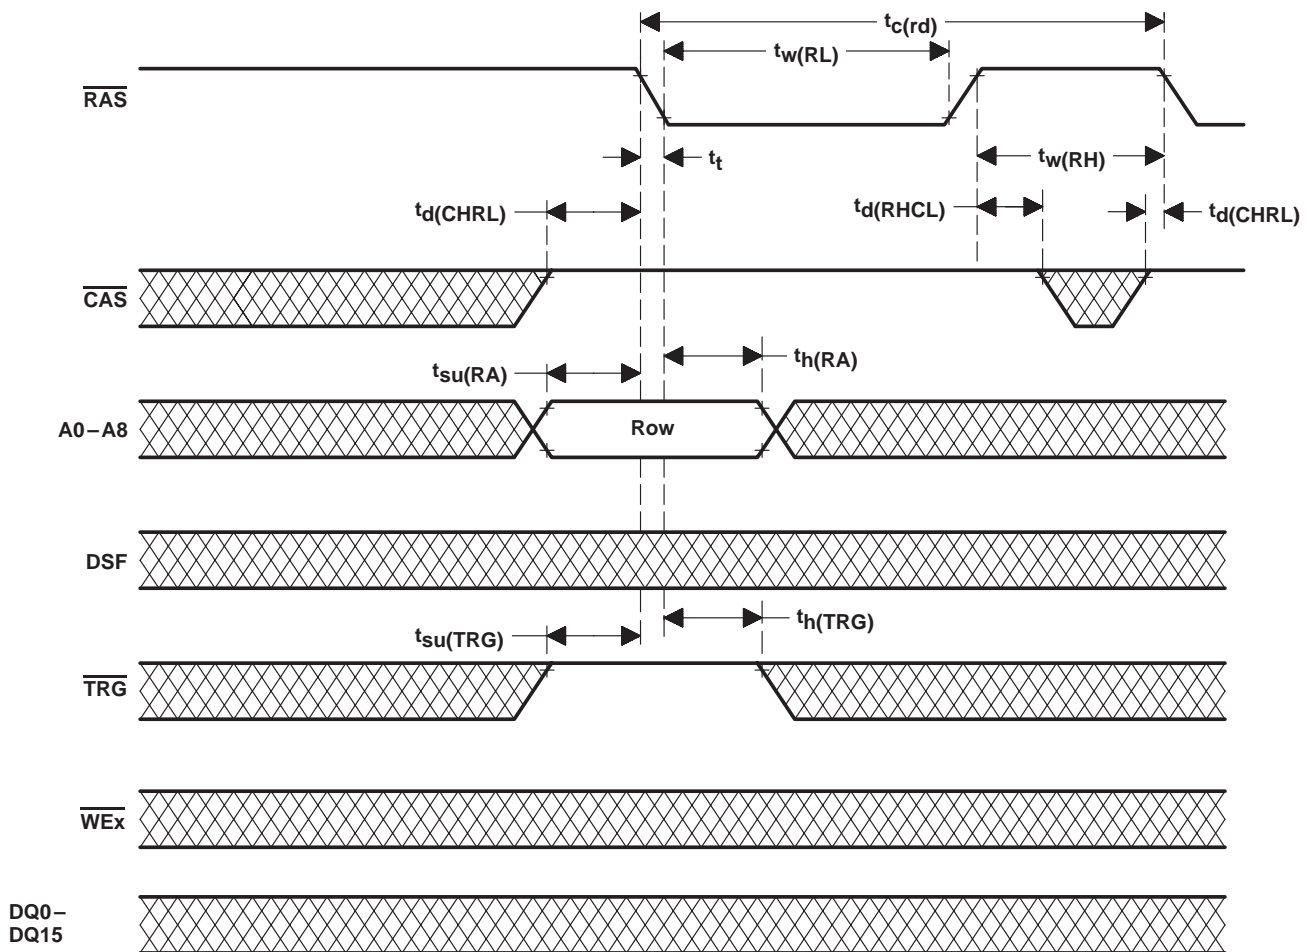 tc(rd)
tw(RL)
RAS
tt
tw(RH)
td(CHRL)
td(RHCL)
td(CHRL)
CAS
tsu(RA)
th(RA)
A0–A8
Row
DSF
tsu(TRG)
th(TRG)
TRG
WEx
DQ0–
DQ15